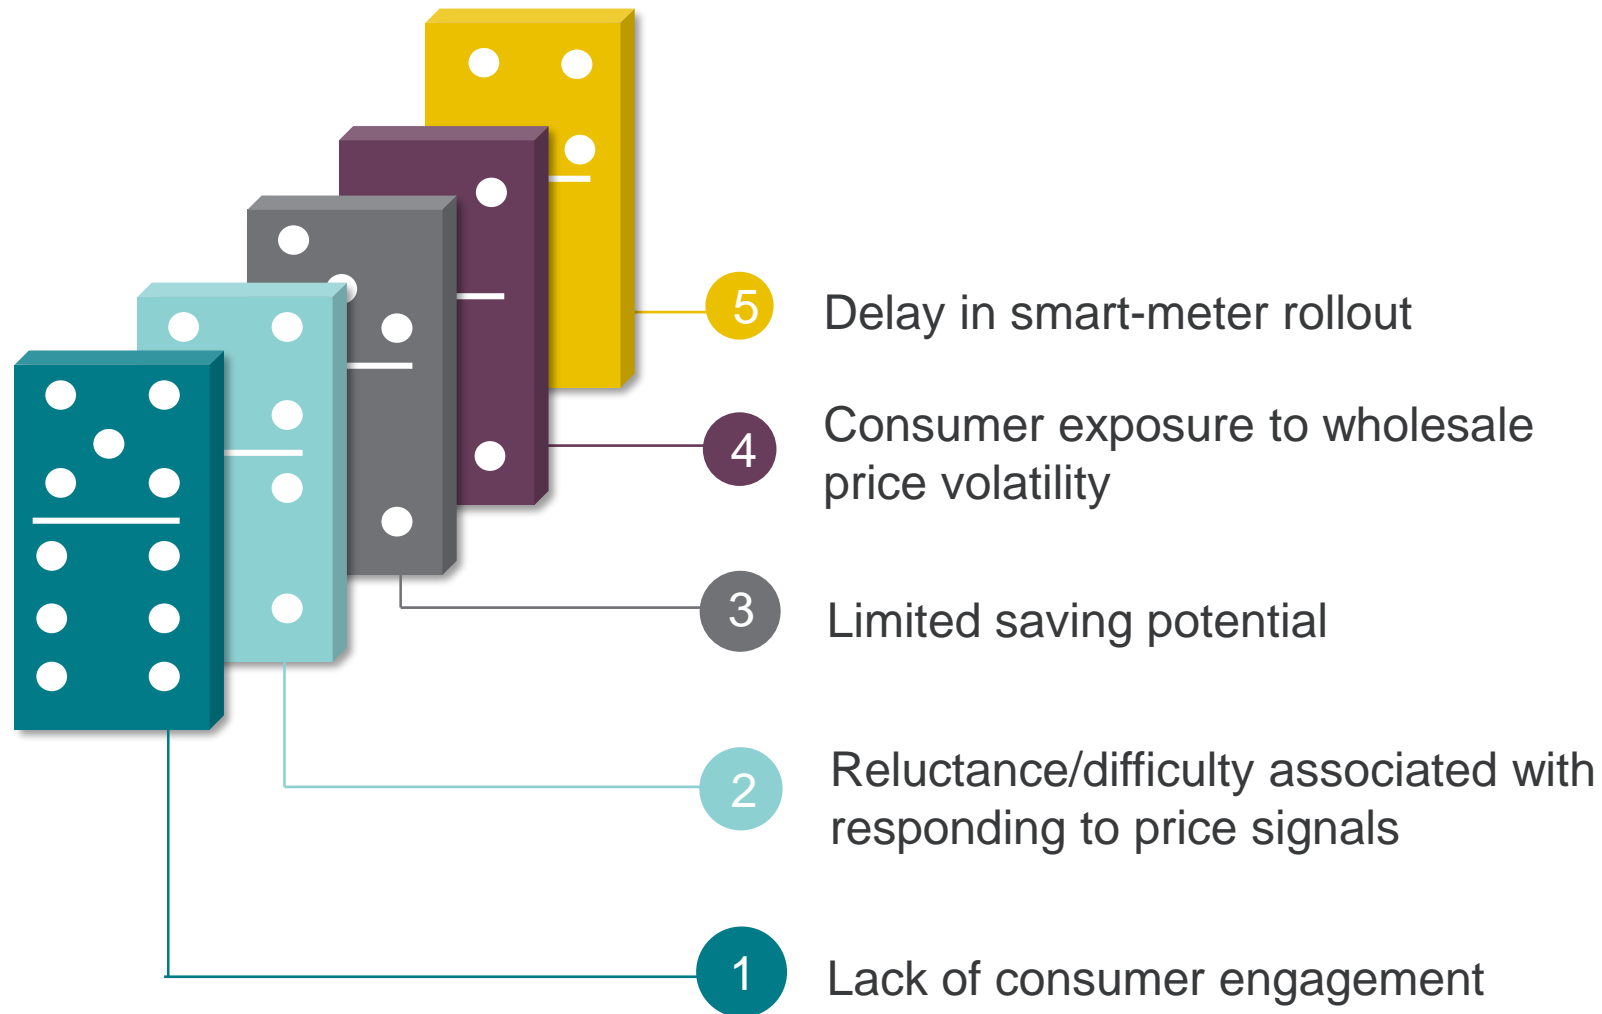 5 Delay in smart-meter rollout
4 Consumer exposure to wholesale
price volatility
3 Limited saving potential
2 Reluctance/difficulty associated with
responding to price signals
1 Lack of consumer engagement